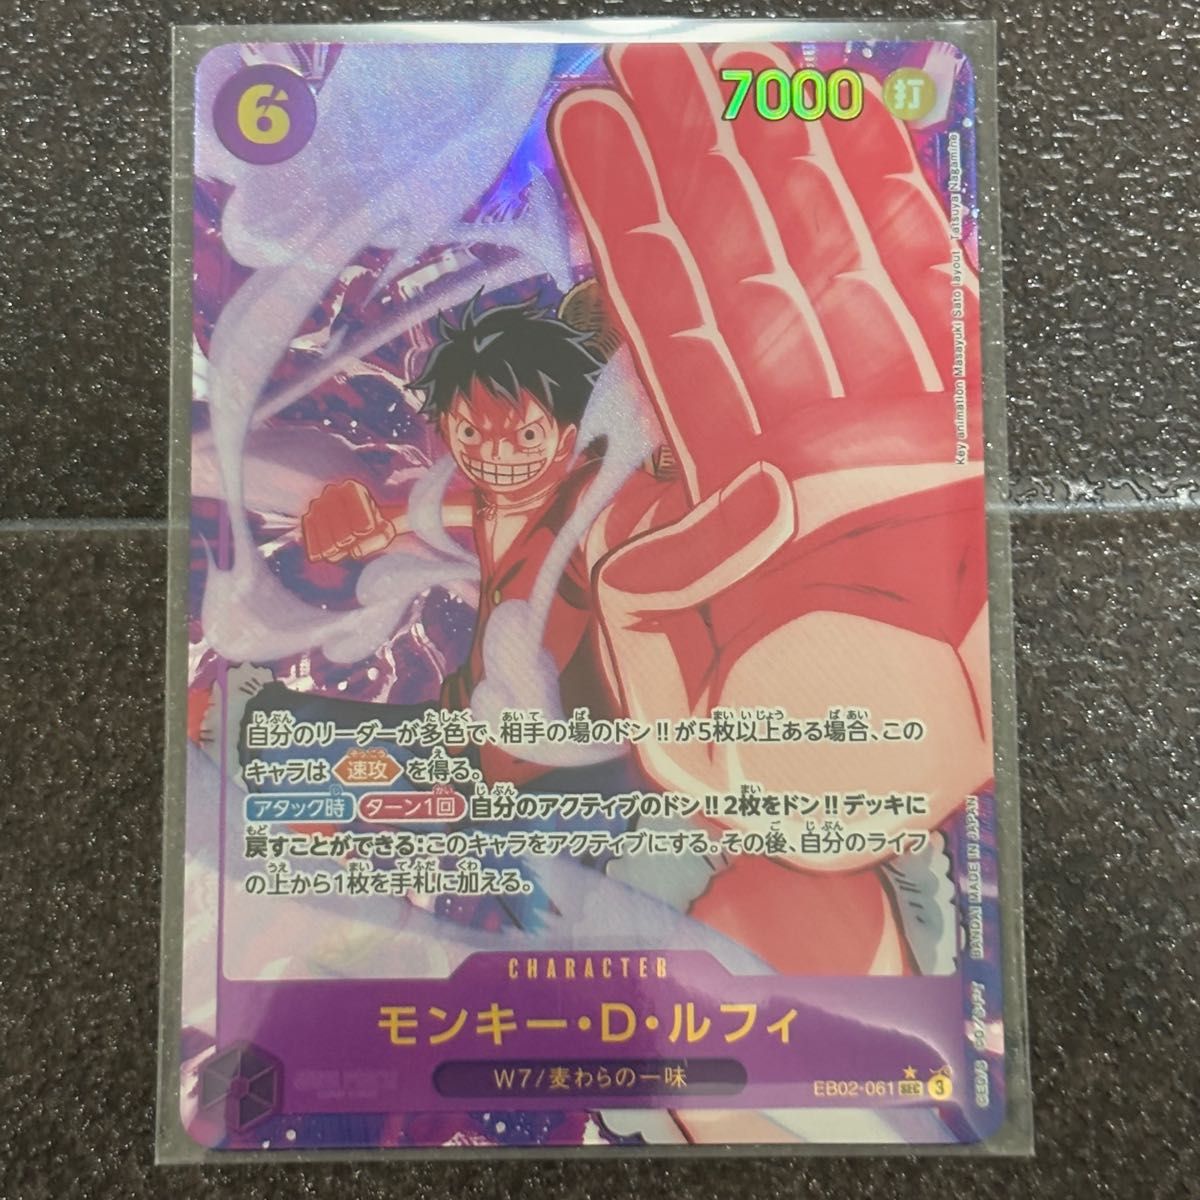 6
7000 打
Key animation Masayuki Sato layout Tatsuya Nagamine
自分のリーダーが多色で、相手の場のドン!!が5枚以上ある場合、この
キャラは 速攻 を得る。
アタック時 ターン1回 自分のアクティブのドン!!2枚をドン!!デッキに
戻すことができる:このキャラをアクティブにする。その後、自分のライフ
の上から1枚を手札に加える。
BANDAI MADE IN JAPAN
CHARACTER
モンキー・D・ルフィ
W7/麦わらの一味
EB02-061 SEC ★ 3